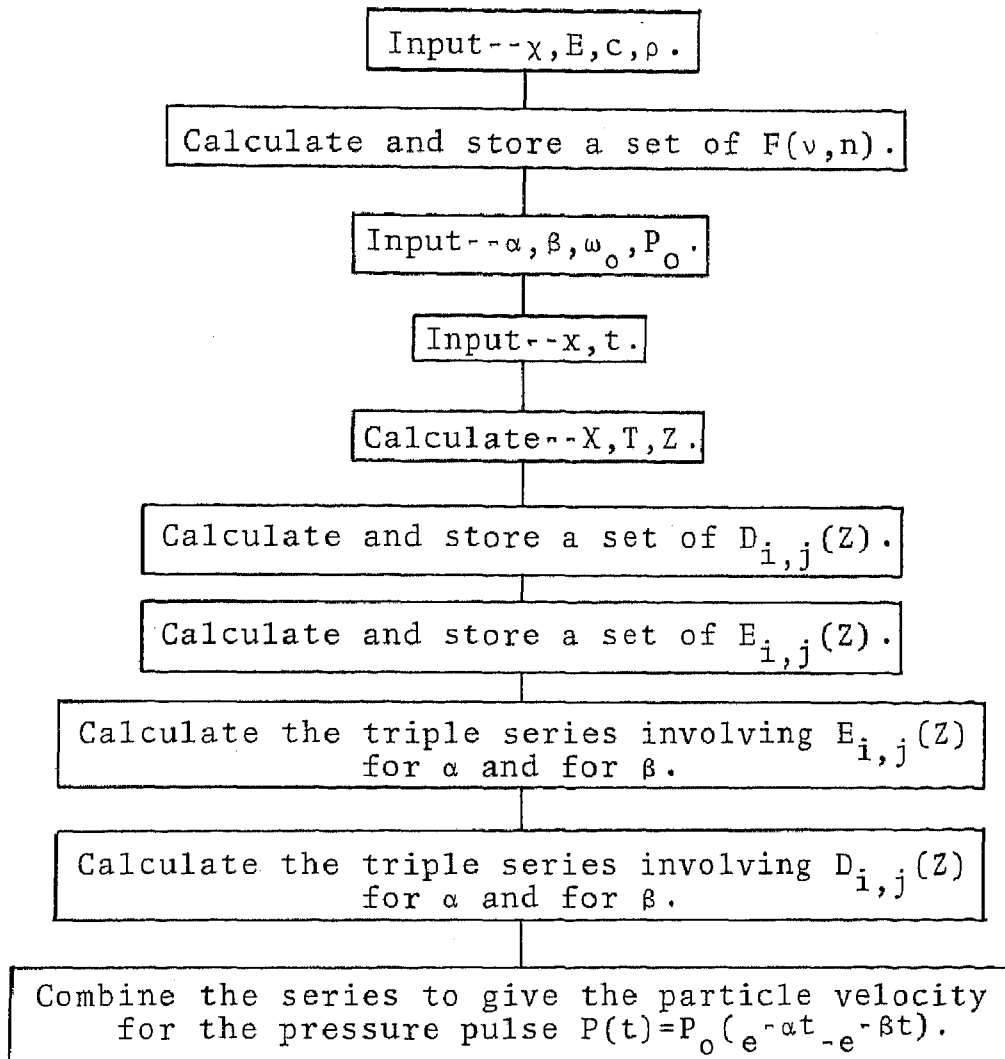 Input--χ,E,c,ρ.
Calculate and store a set of F(ν,n).
Input--α,β,ω_o,P_o.
Input--x,t.
Calculate--X,T,Z.
Calculate and store a set of D_i,j(Z).
Calculate and store a set of E_i,j(Z).
Calculate the triple series involving E_i,j(Z)
for α and for β.
Calculate the triple series involving D_i,j(Z)
for α and for β.
Combine the series to give the particle velocity
for the pressure pulse P(t)=P_o(e^-αt-e^-βt).